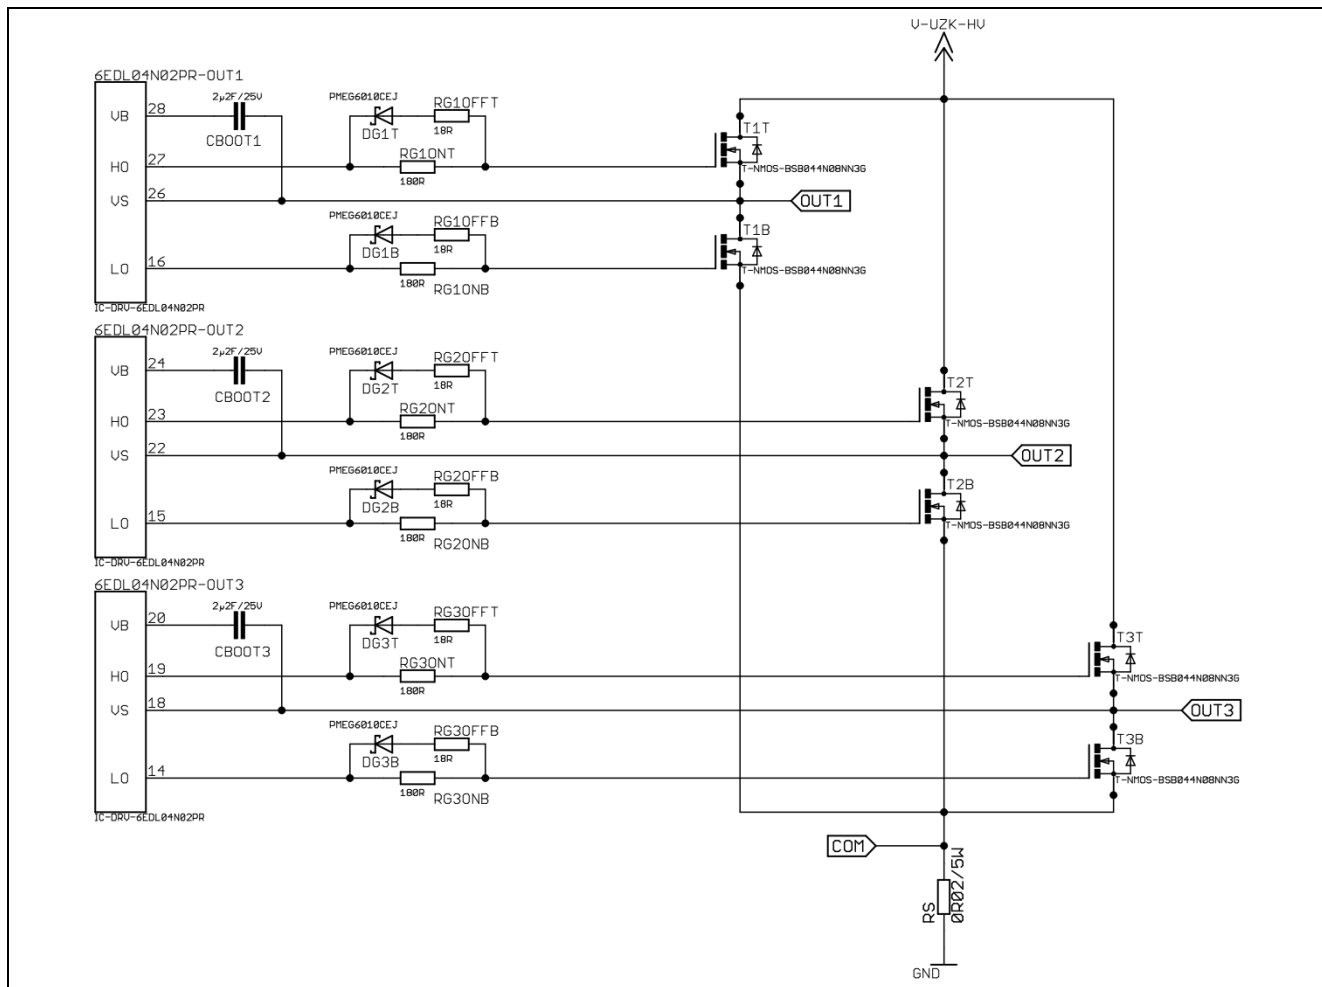 V-UZK-HV
6EDL04N02PR-OUT1
2µ2F/25V
PMEG6010CEJ
RG1OFFT
VB
28
CBOOT1
DG1T
18R
T1T
HO
27
RG1ONT
180R
T-NMOS-BSB044N08NN3G
VS
26
OUT1
PMEG6010CEJ
RG1OFFB
DG1B
18R
T1B
LO
16
180R
RG1ONB
T-NMOS-BSB044N08NN3G
IC-DRV-6EDL04N02PR
6EDL04N02PR-OUT2
2µ2F/25V
PMEG6010CEJ
RG2OFFT
VB
24
CBOOT2
DG2T
18R
T2T
HO
23
RG2ONT
180R
T-NMOS-BSB044N08NN3G
VS
22
OUT2
PMEG6010CEJ
RG2OFFB
DG2B
18R
T2B
LO
15
180R
RG2ONB
T-NMOS-BSB044N08NN3G
IC-DRV-6EDL04N02PR
6EDL04N02PR-OUT3
2µ2F/25V
PMEG6010CEJ
RG3OFFT
VB
20
CBOOT3
DG3T
18R
T3T
HO
19
RG3ONT
180R
T-NMOS-BSB044N08NN3G
VS
18
OUT3
PMEG6010CEJ
RG3OFFB
DG3B
18R
T3B
LO
14
180R
RG3ONB
T-NMOS-BSB044N08NN3G
IC-DRV-6EDL04N02PR
COM
RS
0R02/5W
GND